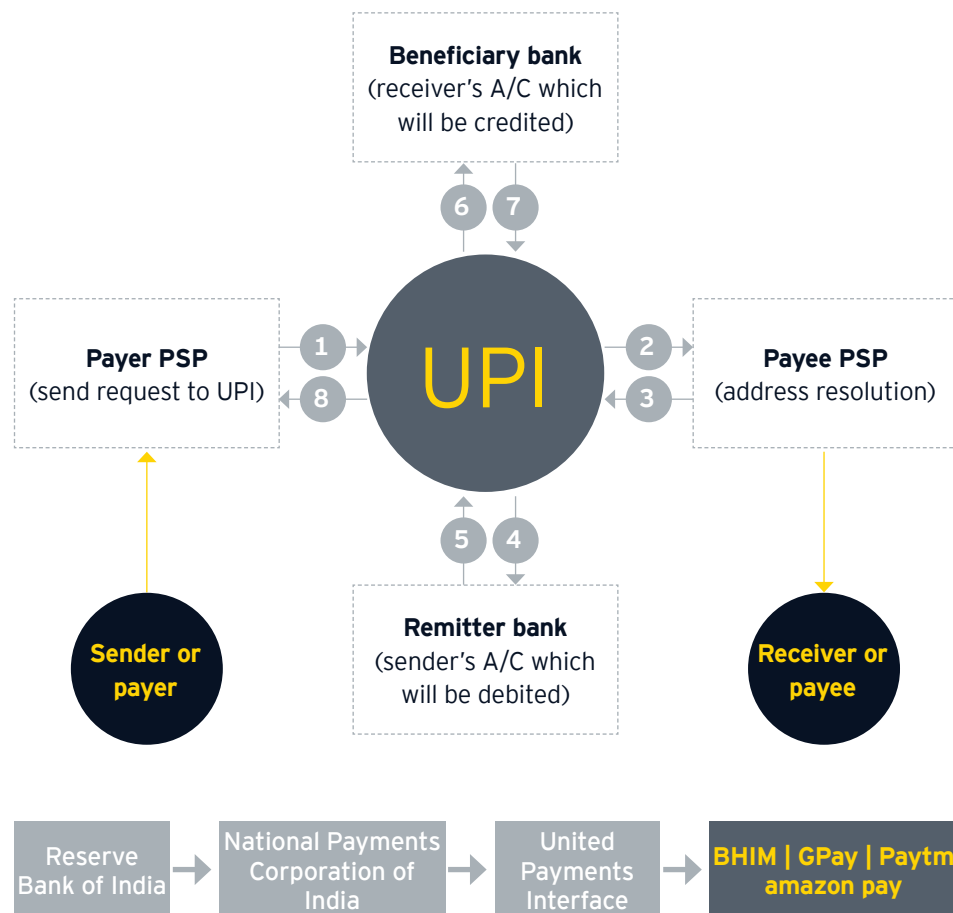 Beneficiary bank
(receiver’s A/C which
will be credited)
6
7
Payer PSP
(send request to UPI)
1
8
UPI
2
3
Payee PSP
(address resolution)
5
4
Sender or
payer
Remitter bank
(sender’s A/C which
will be debited)
Receiver or
payee
Reserve
Bank of India
National Payments
Corporation of
India
United
Payments
Interface
BHIM | GPay | Paytm
amazon pay